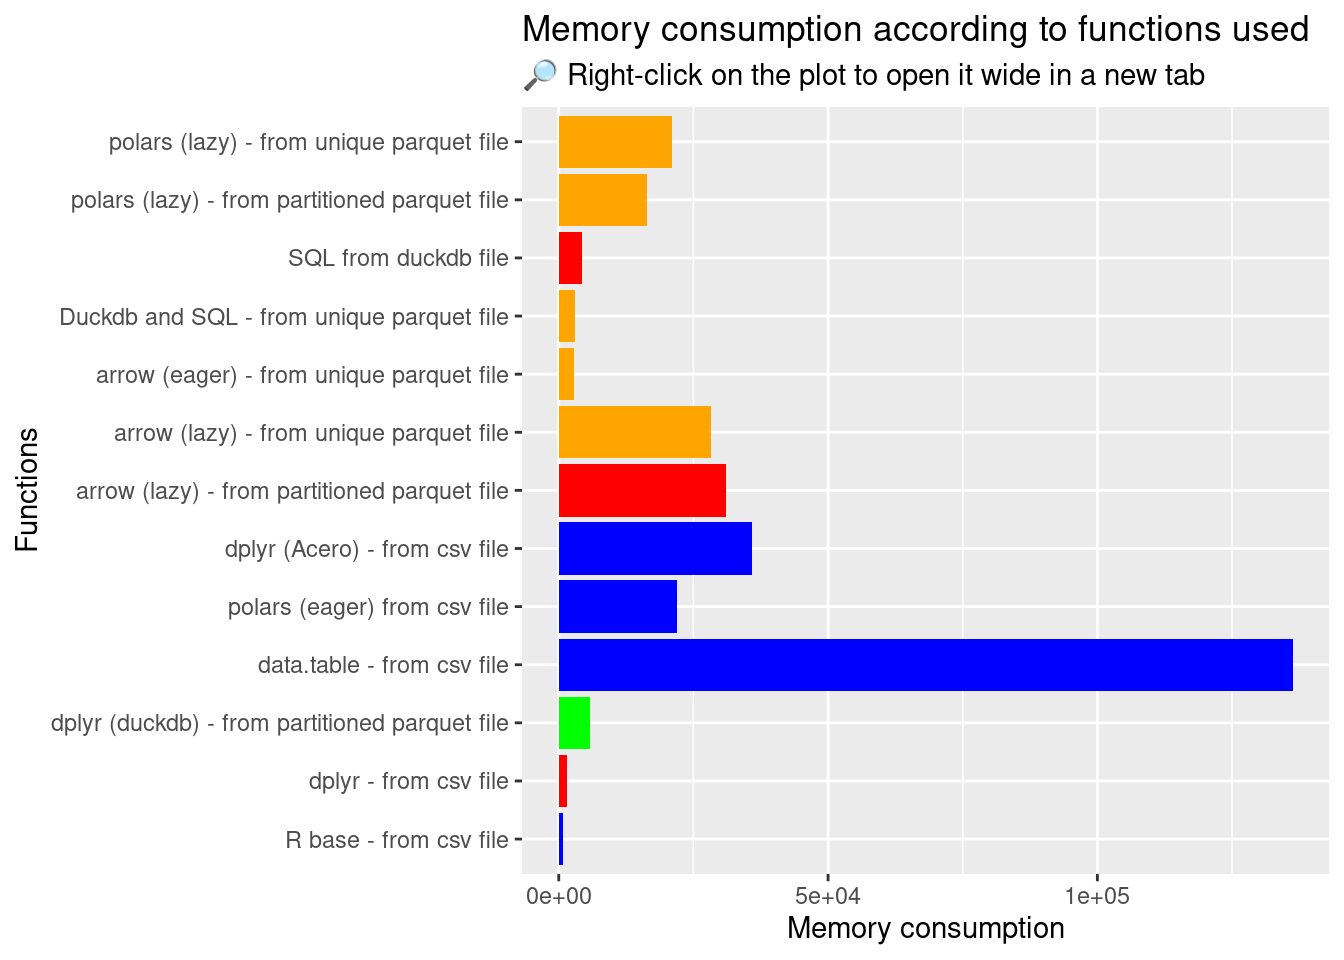 Memory consumption according to functions used
🔎 Right-click on the plot to open it wide in a new tab
Functions
polars (lazy) - from unique parquet file
polars (lazy) - from partitioned parquet file
SQL from duckdb file
Duckdb and SQL - from unique parquet file
arrow (eager) - from unique parquet file
arrow (lazy) - from unique parquet file
arrow (lazy) - from partitioned parquet file
dplyr (Acero) - from csv file
polars (eager) from csv file
data.table - from csv file
dplyr (duckdb) - from partitioned parquet file
dplyr - from csv file
R base - from csv file
0e+00 5e+04 1e+05
Memory consumption